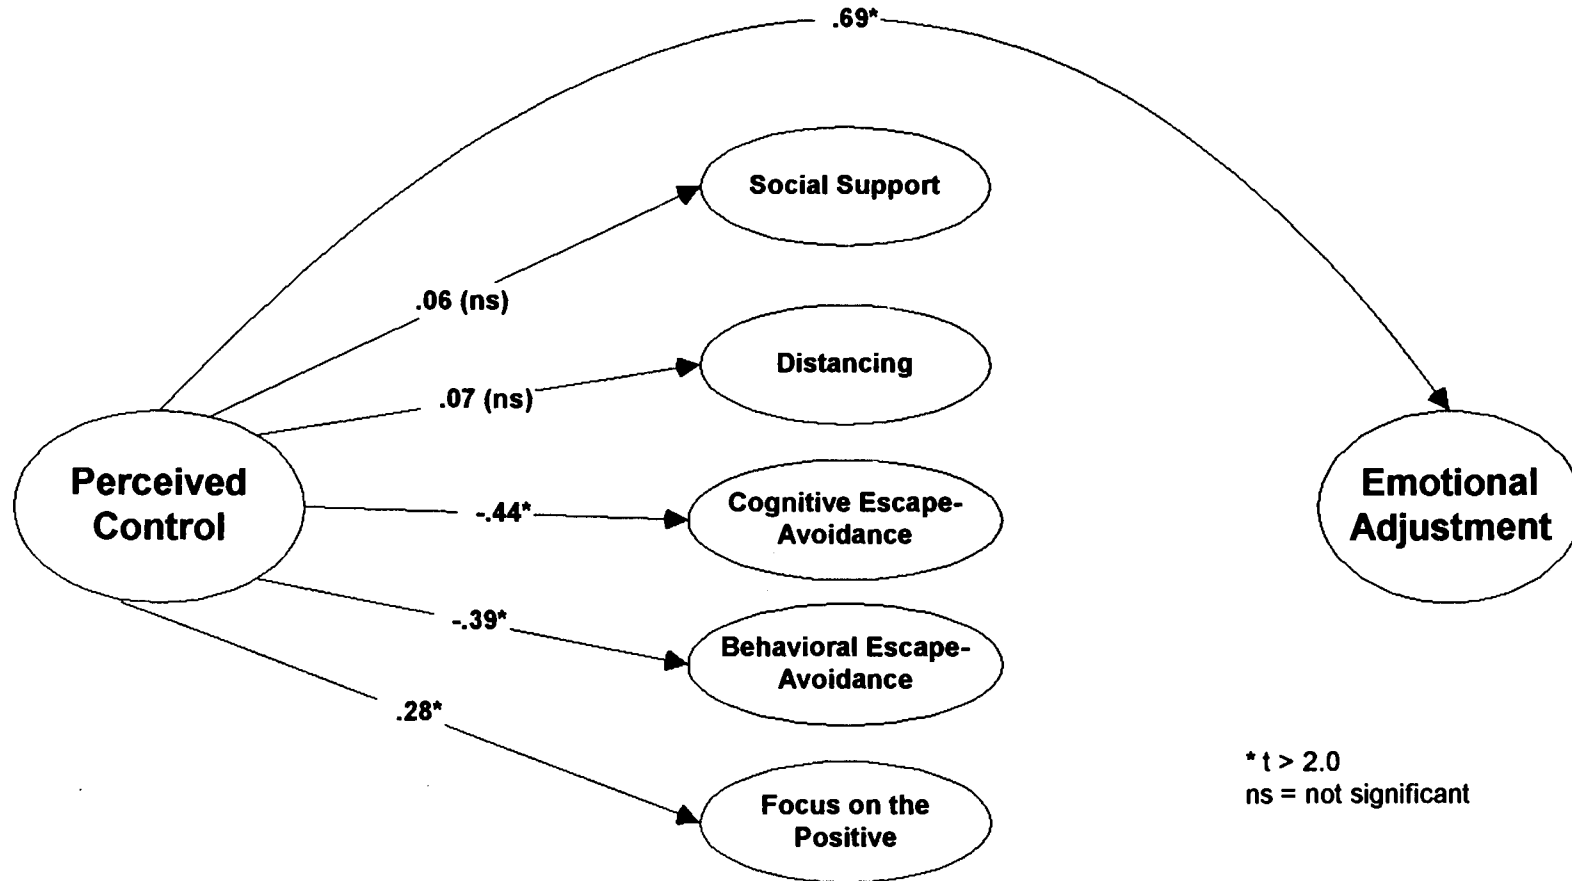 .69*
Social Support
.06 (ns)
Distancing
.07 (ns)
Perceived
Control
Emotional
Adjustment
-.44*
Cognitive Escape-
Avoidance
-.39*
Behavioral Escape-
Avoidance
.28*
Focus on the
Positive
* t > 2.0
ns = not significant